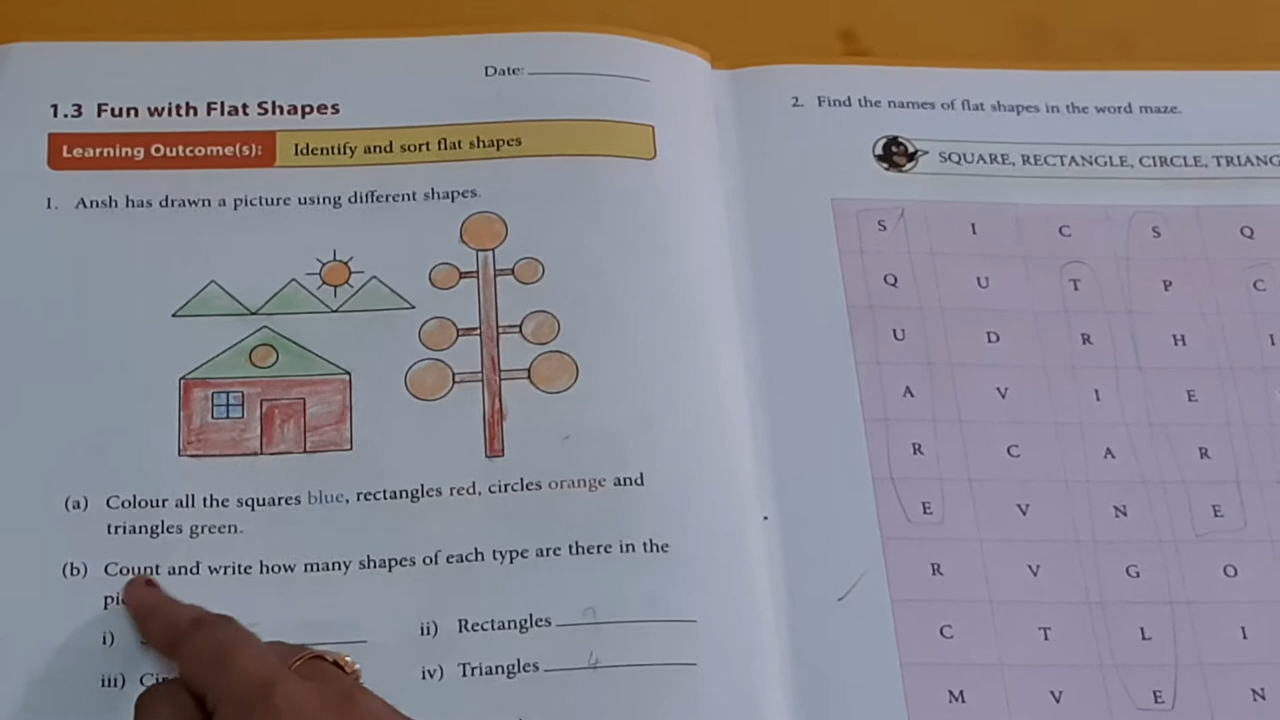 Date:
1.3 Fun with Flat Shapes
Learning Outcome(s): Identify and sort flat shapes
1. Ansh has drawn a picture using different shapes.
(a) Colour all the squares blue, rectangles red, circles orange and
triangles green.
(b) Count and write how many shapes of each type are there in the
i)
ii) Rectangles 9
iii)
iv) Triangles 4
2. Find the names of flat shapes in the word maze.
SQUARE, RECTANGLE, CIRCLE, TRIANG
S I C S Q
Q U T P C
U D R H I
A V I E
R C A R
E V N E
R V G O
C T L I
M V E N